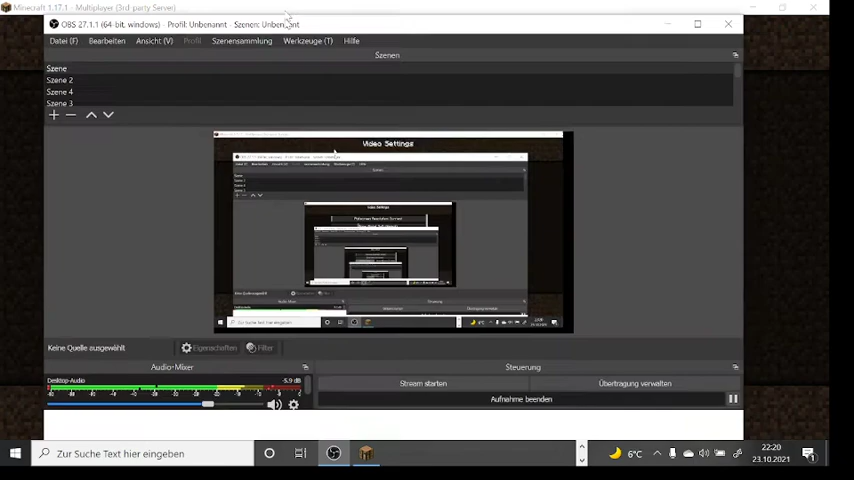 Minecraft 1.17.1 - Multiplayer (3rd-party Server)
OBS 27.1.1 (64-bit, windows) - Profil: Unbenannt - Szenen: Unbenannt
Datei (F) Bearbeiten Ansicht (V) Profil Szenensammlung Werkzeuge (T) Hilfe
Szenen
Szene
Szene 2
Szene 4
Szene 3
Video Settings
Keine Quelle ausgewählt Eigenschaften Filter
Audio-Mixer Steuerung
Desktop-Audio -5.9 dB
Stream starten Übertragung verwalten
Aufnahme beenden
Zur Suche Text hier eingeben
6°C
22:20
23.10.2021
1